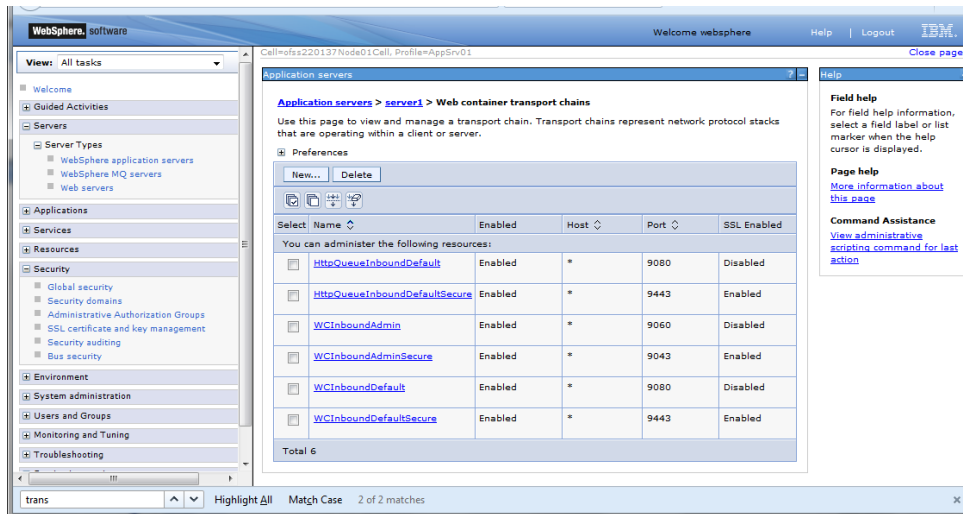 WebSphere. software
Welcome websphere
Help | Logout
IBM.
Cell=ofss220137Node01Cell, Profile=AppSrv01
Close page
View: All tasks
Welcome
Guided Activities
Servers
Server Types
WebSphere application servers
WebSphere MQ servers
Web servers
Applications
Services
Resources
Security
Global security
Security domains
Administrative Authorization Groups
SSL certificate and key management
Security auditing
Bus security
Environment
System administration
Users and Groups
Monitoring and Tuning
Troubleshooting
Application servers
? -
Application servers > server1 > Web container transport chains
Use this page to view and manage a transport chain. Transport chains represent network protocol stacks
that are operating within a client or server.
Preferences
New... Delete
Select Name Enabled Host Port SSL Enabled
You can administer the following resources:
HttpQueueInboundDefault Enabled * 9080 Disabled
HttpQueueInboundDefaultSecure Enabled * 9443 Enabled
WCInboundAdmin Enabled * 9060 Disabled
WCInboundAdminSecure Enabled * 9043 Enabled
WCInboundDefault Enabled * 9080 Disabled
WCInboundDefaultSecure Enabled * 9443 Enabled
Total 6
Help
Field help
For field help information,
select a field label or list
marker when the help
cursor is displayed.
Page help
More information about
this page
Command Assistance
View administrative
scripting command for last
action
trans
Highlight All Match Case 2 of 2 matches